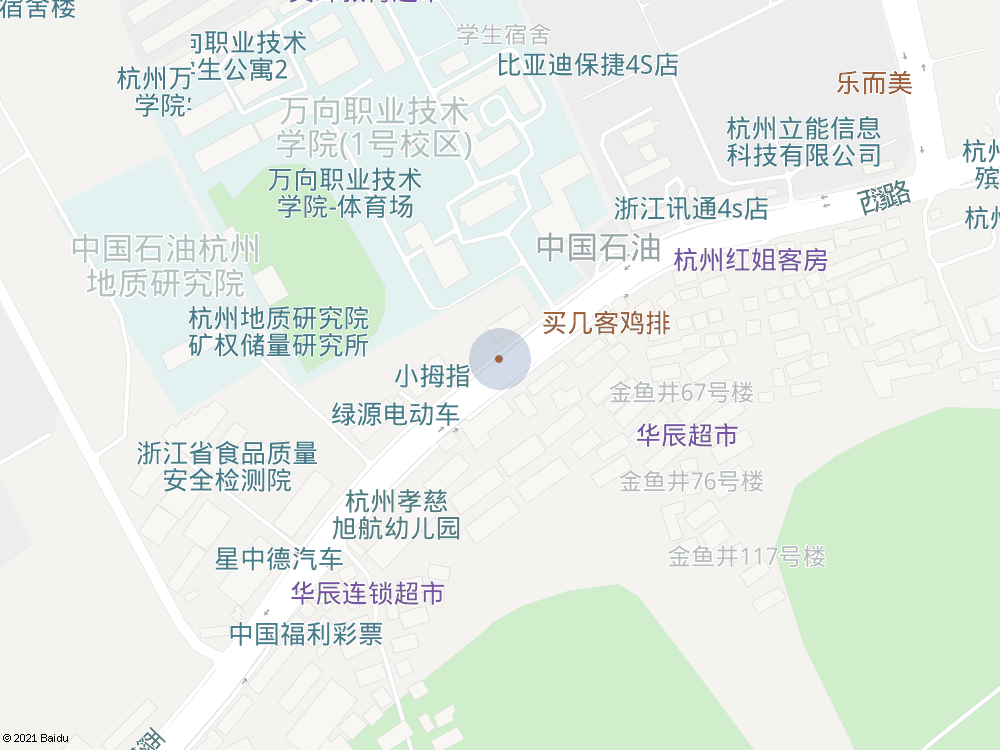 宿舍楼
学生宿舍
向职业技术
生公寓2
比亚迪保捷4S店
杭州万
学院
乐而美
万向职业技术
学院(1号校区)
杭州立能信息
科技有限公司
杭州
殡
万向职业技术
学院-体育场
西溪路
浙江讯通4s店
杭州
中国石油杭州
地质研究院
中国石油
杭州红姐客房
杭州地质研究院
矿权储量研究所
买几客鸡排
小拇指
金鱼井67号楼
绿源电动车
华辰超市
浙江省食品质量
安全检测院
金鱼井76号楼
杭州孝慈
旭航幼儿园
星中德汽车
金鱼井117号楼
华辰连锁超市
中国福利彩票
西
© 2021 Baidu